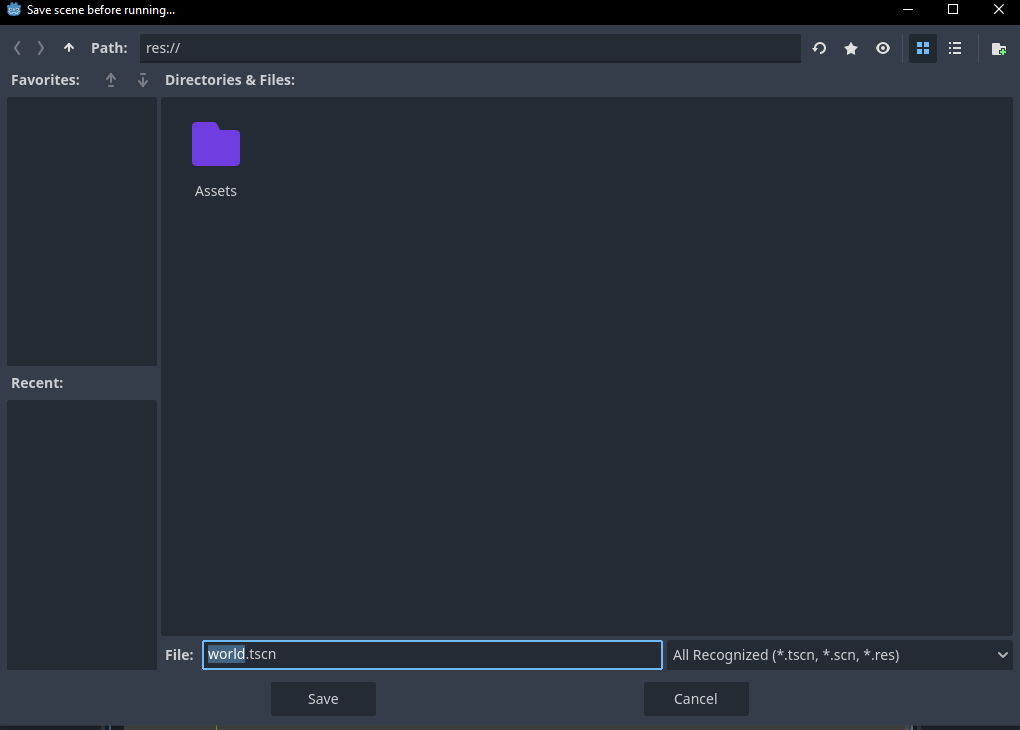 Save scene before running...
Path: res://
Favorites: Directories & Files:
Assets
Recent:
File: world.tscn All Recognized (*.tscn, *.scn, *.res)
Save Cancel